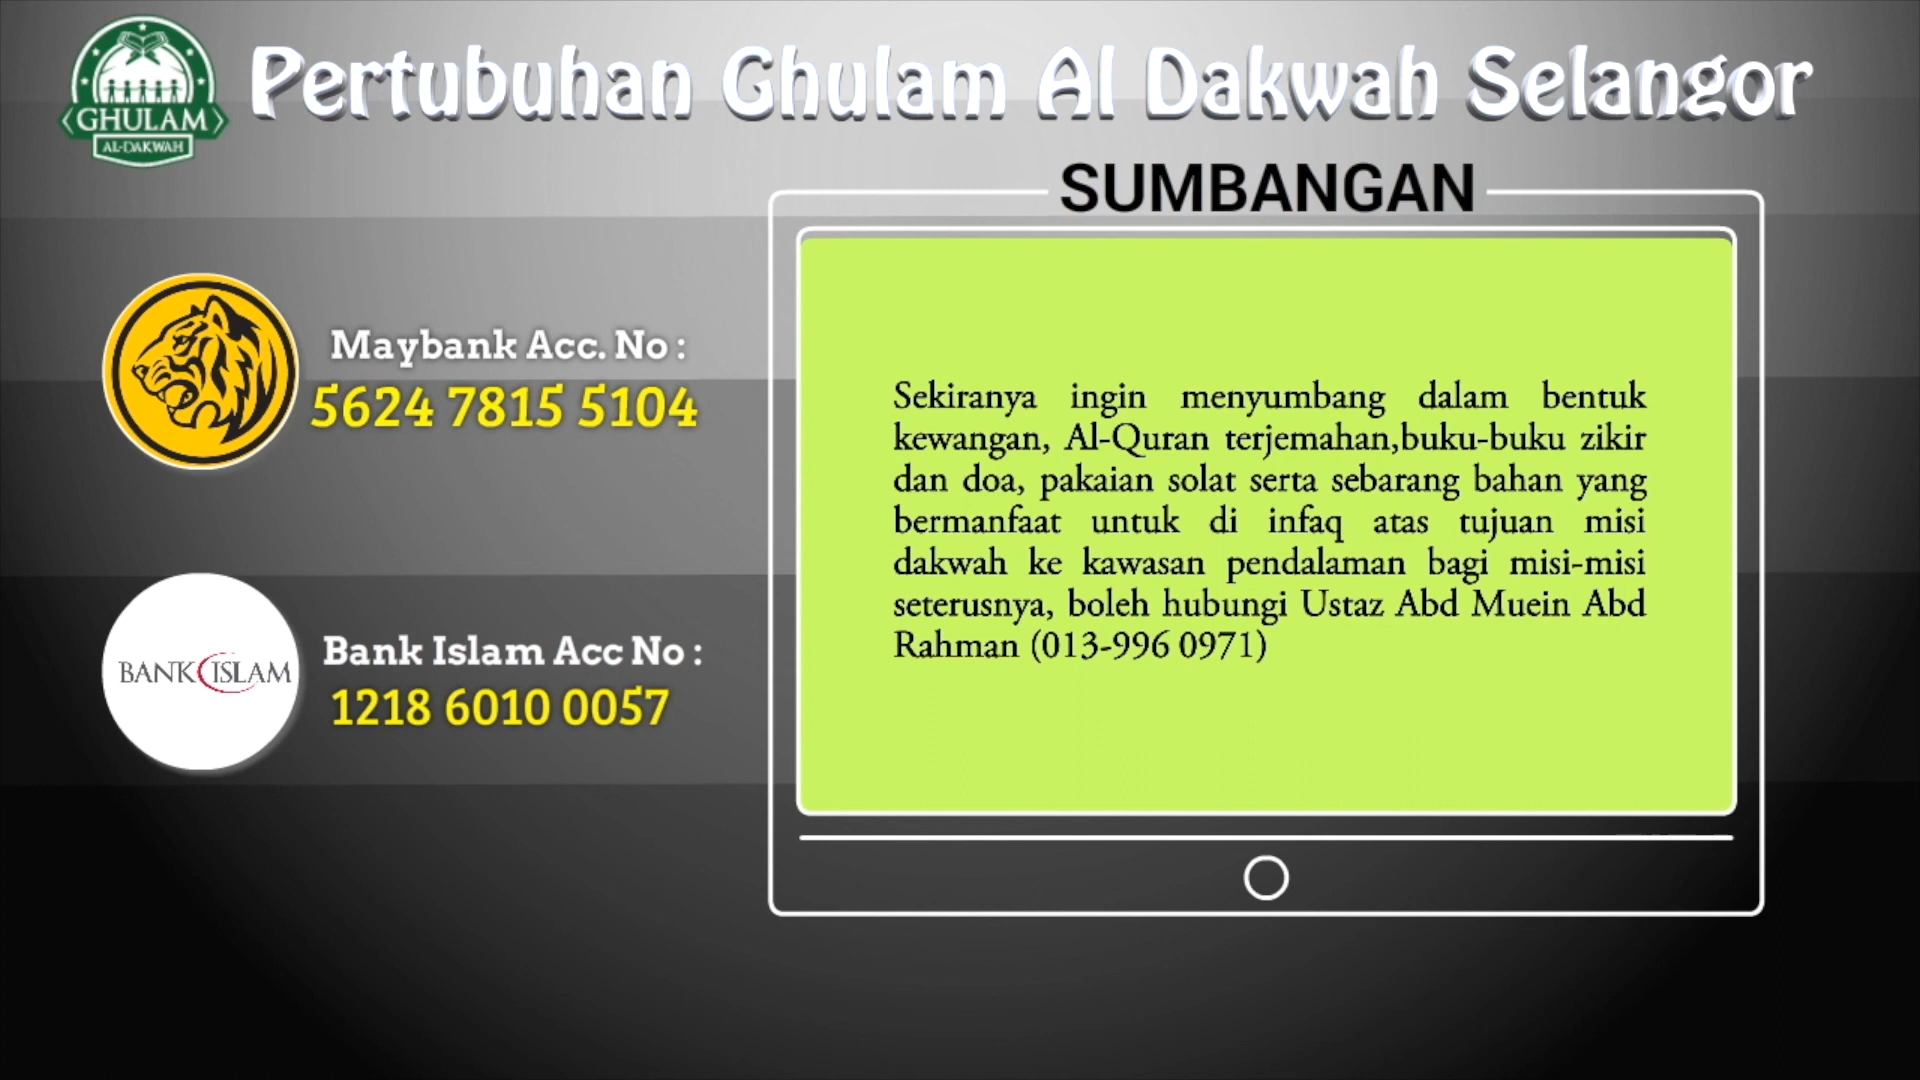 GHULAM
AL-DAKWAH
Pertubuhan Ghulam Al Dakwah Selangor
SUMBANGAN
Maybank Acc. No :
5624 7815 5104
BANK ISLAM
Bank Islam Acc No :
1218 6010 0057
Sekiranya ingin menyumbang dalam bentuk
kewangan, Al-Quran terjemahan,buku-buku zikir
dan doa, pakaian solat serta sebarang bahan yang
bermanfaat untuk di infaq atas tujuan misi
dakwah ke kawasan pendalaman bagi misi-misi
seterusnya, boleh hubungi Ustaz Abd Muein Abd
Rahman (013-996 0971)